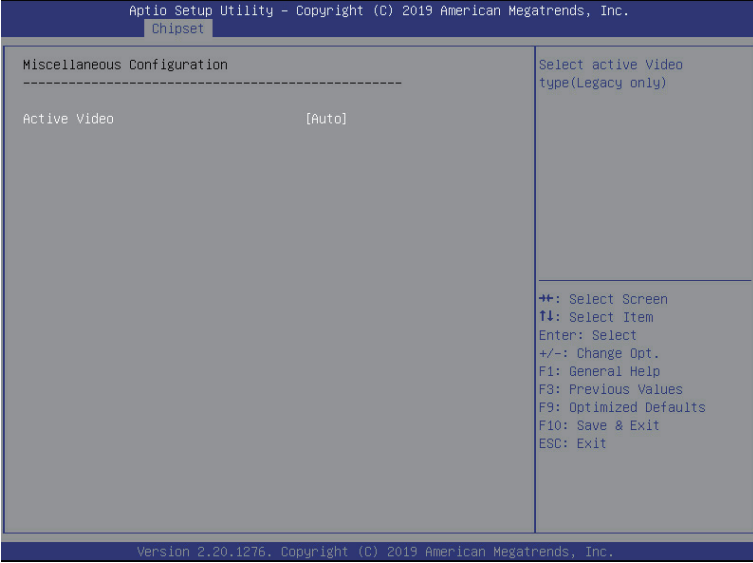 Aptio Setup Utility – Copyright (C) 2019 American Megatrends, Inc.
Chipset
Miscellaneous Configuration
--------------------------------------------------
Active Video [Auto]
Select active Video
type(Legacy only)
→←: Select Screen
↑↓: Select Item
Enter: Select
+/-: Change Opt.
F1: General Help
F3: Previous Values
F9: Optimized Defaults
F10: Save & Exit
ESC: Exit
Version 2.20.1276. Copyright (C) 2019 American Megatrends, Inc.